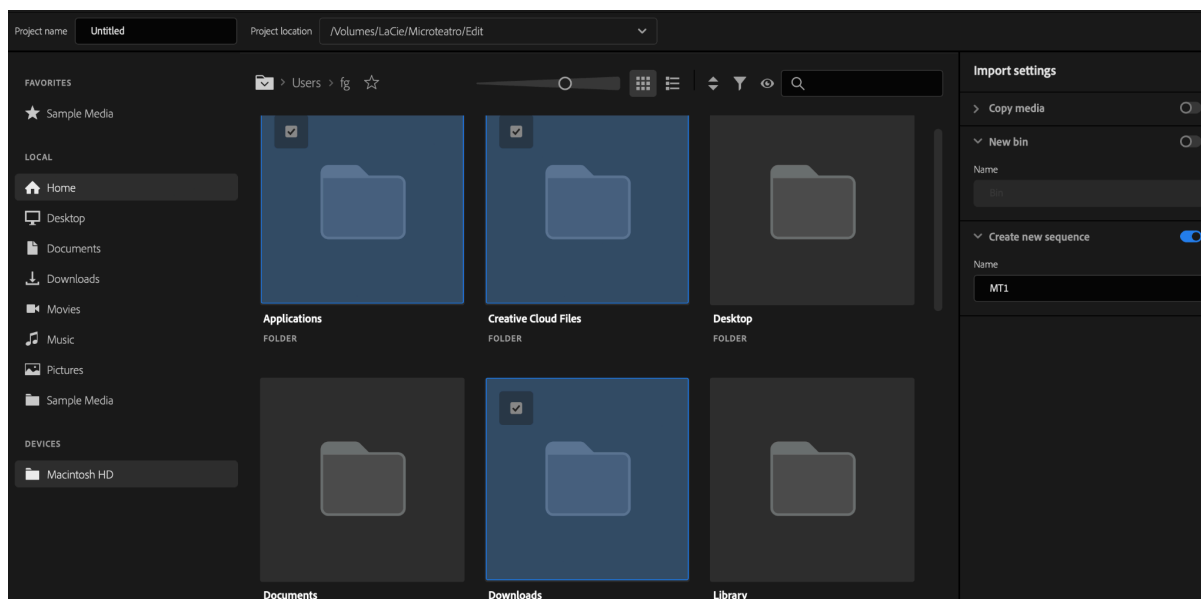 Project name
Untitled
Project location
/Volumes/LaCie/Microteatro/Edit
FAVORITES
Sample Media
LOCAL
Home
Desktop
Documents
Downloads
Movies
Music
Pictures
Sample Media
DEVICES
Macintosh HD
> Users > fg
Applications
FOLDER
Creative Cloud Files
FOLDER
Desktop
FOLDER
Documents
Downloads
Library
Import settings
Copy media
New bin
Name
Bin
Create new sequence
Name
MT1